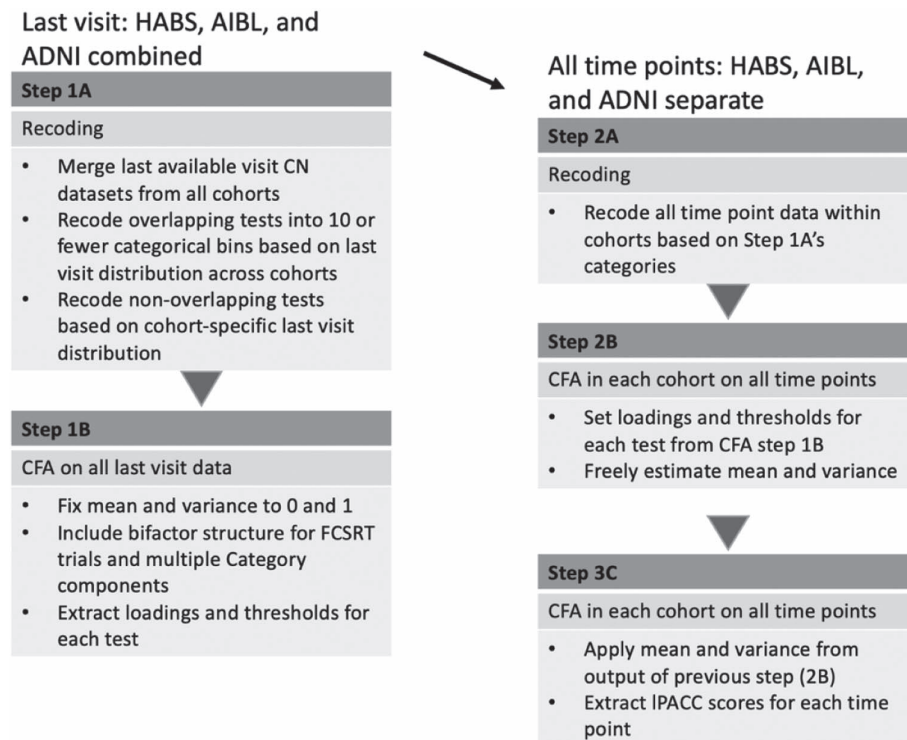 Last visit: HABS, AIBL, and
ADNI combined
Step 1A
Recoding
• Merge last available visit CN
datasets from all cohorts
• Recode overlapping tests into 10 or
fewer categorical bins based on last
visit distribution across cohorts
• Recode non-overlapping tests
based on cohort-specific last visit
distribution
Step 1B
CFA on all last visit data
• Fix mean and variance to 0 and 1
• Include bifactor structure for FCSRT
trials and multiple Category
components
• Extract loadings and thresholds for
each test
All time points: HABS, AIBL,
and ADNI separate
Step 2A
Recoding
• Recode all time point data within
cohorts based on Step 1A's
categories
Step 2B
CFA in each cohort on all time points
• Set loadings and thresholds for
each test from CFA step 1B
• Freely estimate mean and variance
Step 3C
CFA in each cohort on all time points
• Apply mean and variance from
output of previous step (2B)
• Extract lPACC scores for each time
point